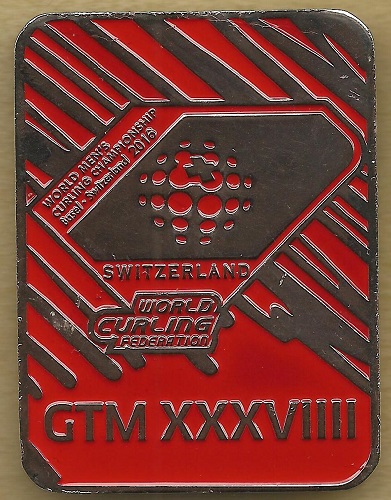 WORLD MEN'S
CURLING CHAMPIONSHIP
Basel - Switzerland 2016
SWITZERLAND
WORLD
CURLING
FEDERATION
GTM XXXVIIII